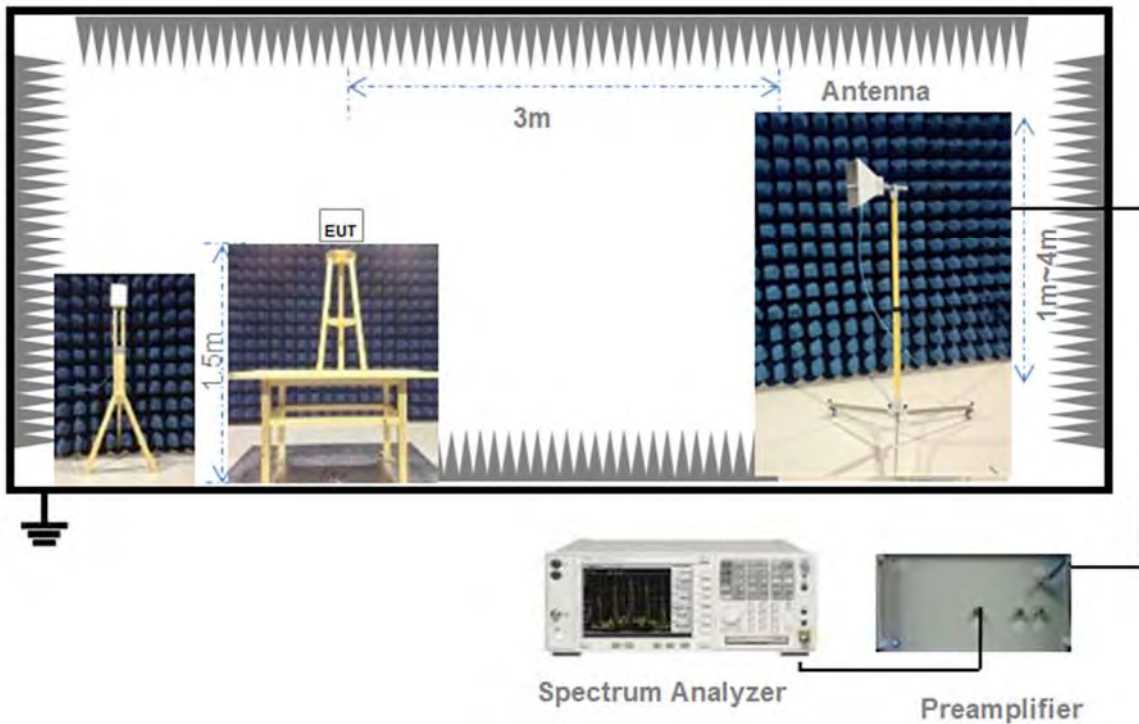 Antenna
3m
EUT
1.5m
1m~4m
Spectrum Analyzer
Preamplifier